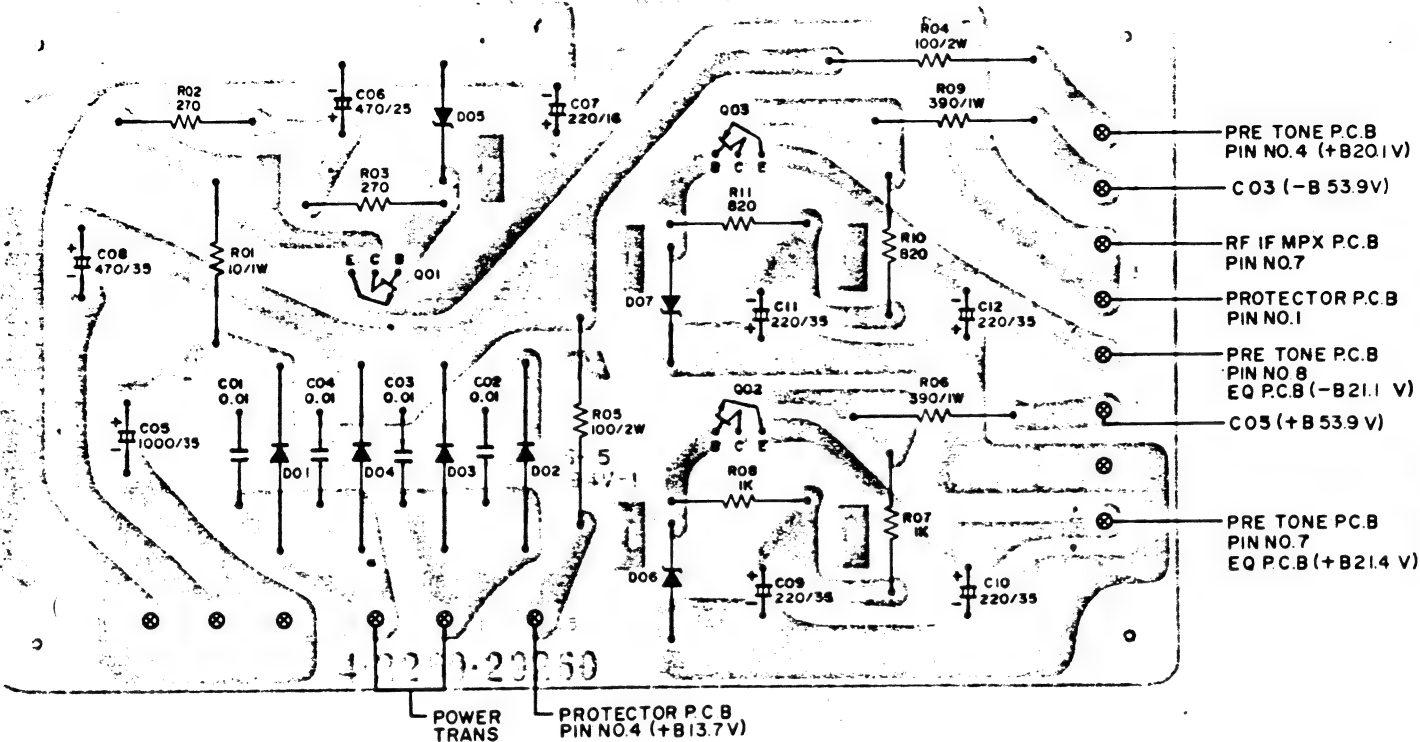 R04
100/2W
R02
270
C06
470/25
D05
C07
220/16
R09
390/1W
Q03
B C E
PRE TONE P.C.B
PIN NO.4 (+B20.1V)
R03
270
R11
820
C03 (-B 53.9V)
C08
470/35
R01
10/1W
E C B
Q01
R10
820
RF IF MPX P.C.B
PIN NO.7
D07
C11
220/35
C12
220/35
PROTECTOR P.C.B
PIN NO.1
PRE TONE P.C.B
PIN NO 8
EQ P.C.B (-B21.1 V)
C01
0.01
C04
0.01
C03
0.01
C02
0.01
Q02
B C E
R06
390/1W
R05
100/2W
C05
1000/35
C05 (+B 53.9 V)
D01
D04
D03
D02
5
R08
1K
R07
1K
PRE TONE P.C.B
PIN NO.7
EQ P.C.B (+B21.4 V)
D06
C09
220/35
C10
220/35
POWER
TRANS
PROTECTOR P.C.B
PIN NO.4 (+B13.7V)